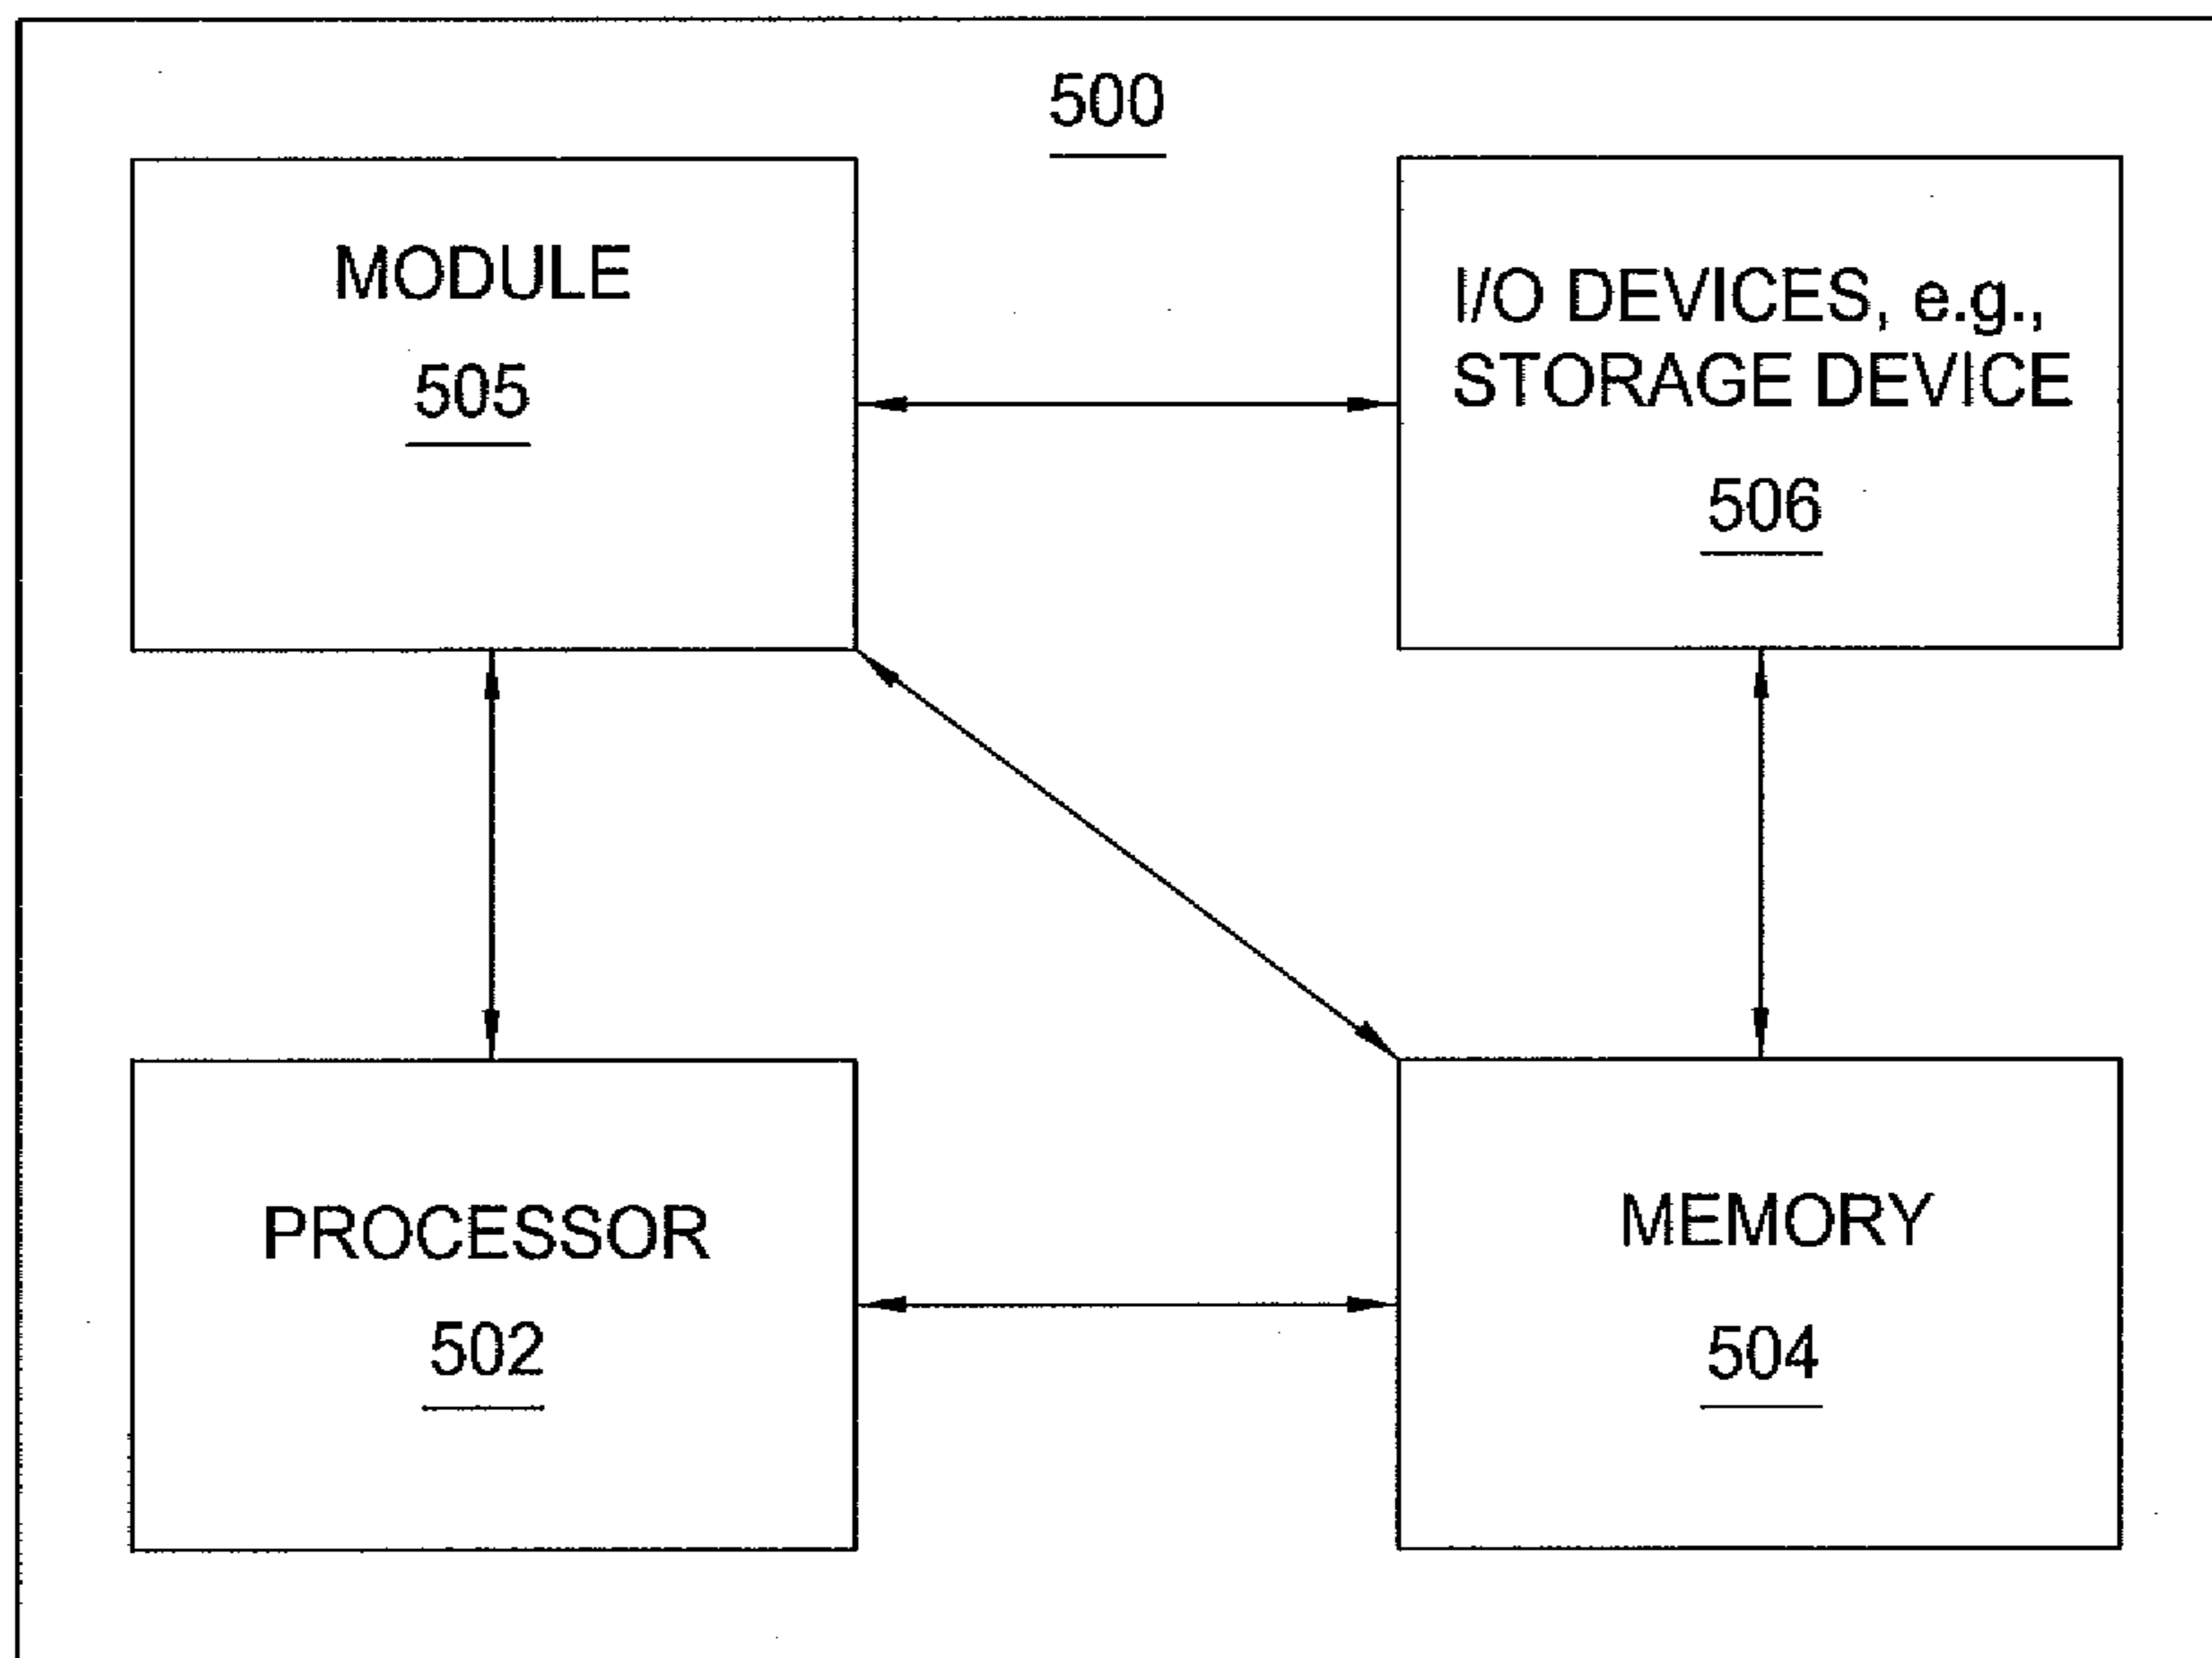 500
MODULE
505
I/O DEVICES, e.g.,
STORAGE DEVICE
506
PROCESSOR
502
MEMORY
504